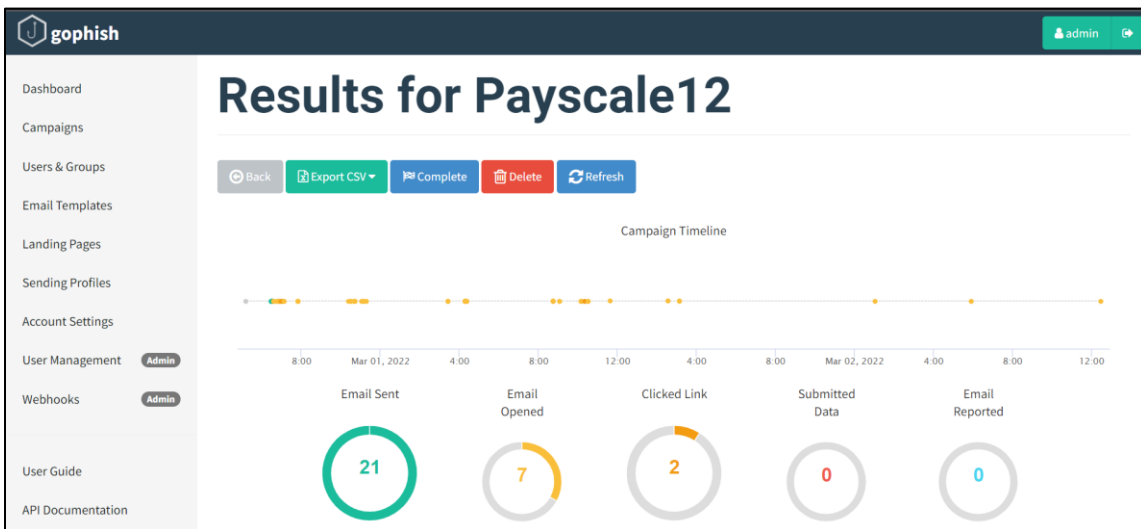 gophish
admin
Dashboard
Campaigns
Users & Groups
Email Templates
Landing Pages
Sending Profiles
Account Settings
User Management Admin
Webhooks Admin
User Guide
API Documentation
Results for Payscale12
Back Export CSV Complete Delete Refresh
Campaign Timeline
8:00 Mar 01, 2022 4:00 8:00 12:00 4:00 8:00 Mar 02, 2022 4:00 8:00 12:00
Email Sent
21
Email
Opened
7
Clicked Link
2
Submitted
Data
0
Email
Reported
0